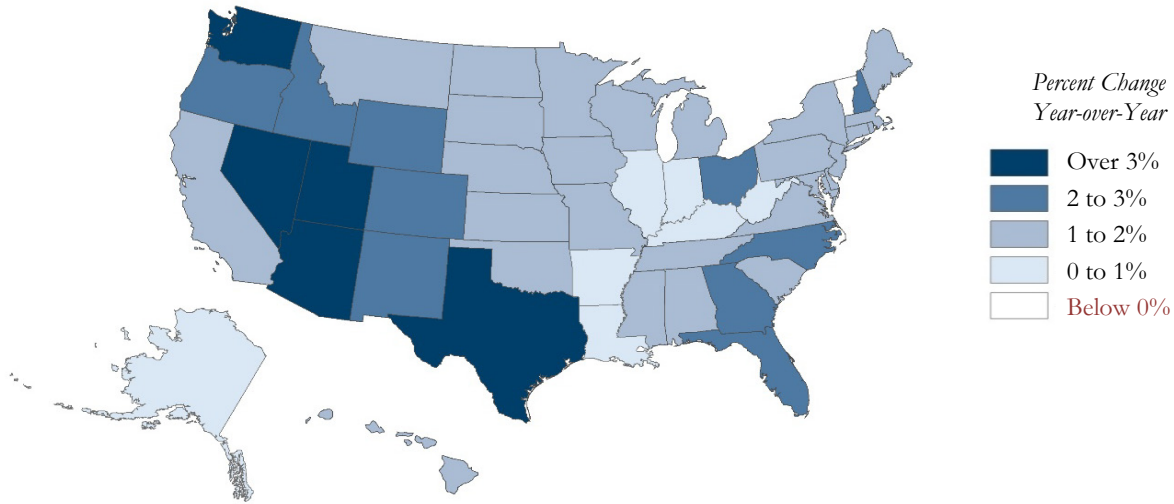 Percent Change
Year-over-Year
Over 3%
2 to 3%
1 to 2%
0 to 1%
Below 0%